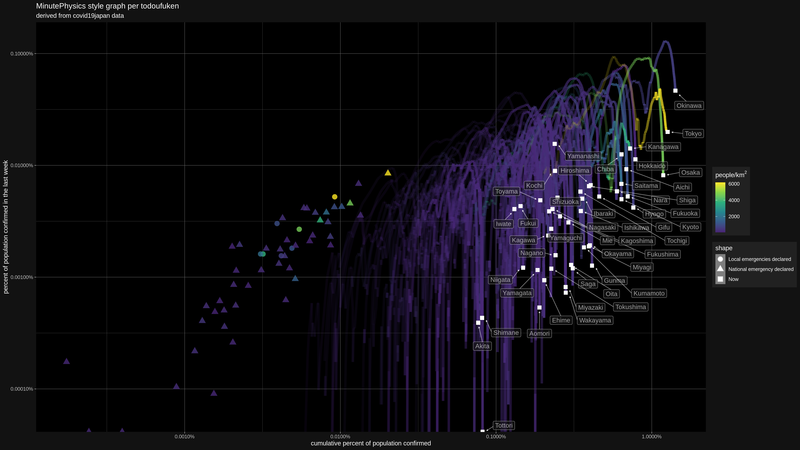 MinutePhysics style graph per todoufuken
derived from covid19japan data
0.10000%
0.01000%
0.00100%
0.00010%
percent of population confirmed in the last week
0.0010%
0.0100%
0.1000%
1.0000%
cumulative percent of population confirmed
Okinawa
Tokyo
Kanagawa
Yamanashi
Hokkaido
Chiba
Osaka
Hiroshima
Kochi
Saitama
Aichi
Toyama
Nara
Shiga
Shizuoka
Ibaraki
Hyogo
Fukuoka
Iwate
Fukui
Nagasaki
Ishikawa
Gifu
Kyoto
Kagawa
Yamaguchi
Mie
Kagoshima
Tochigi
Nagano
Okayama
Fukushima
Miyagi
Niigata
Saga
Gunma
Yamagata
Oita
Kumamoto
Miyazaki
Tokushima
Ehime
Wakayama
Shimane
Aomori
Akita
Tottori
people/km²
6000
4000
2000
shape
Local emergencies declared
National emergency declared
Now